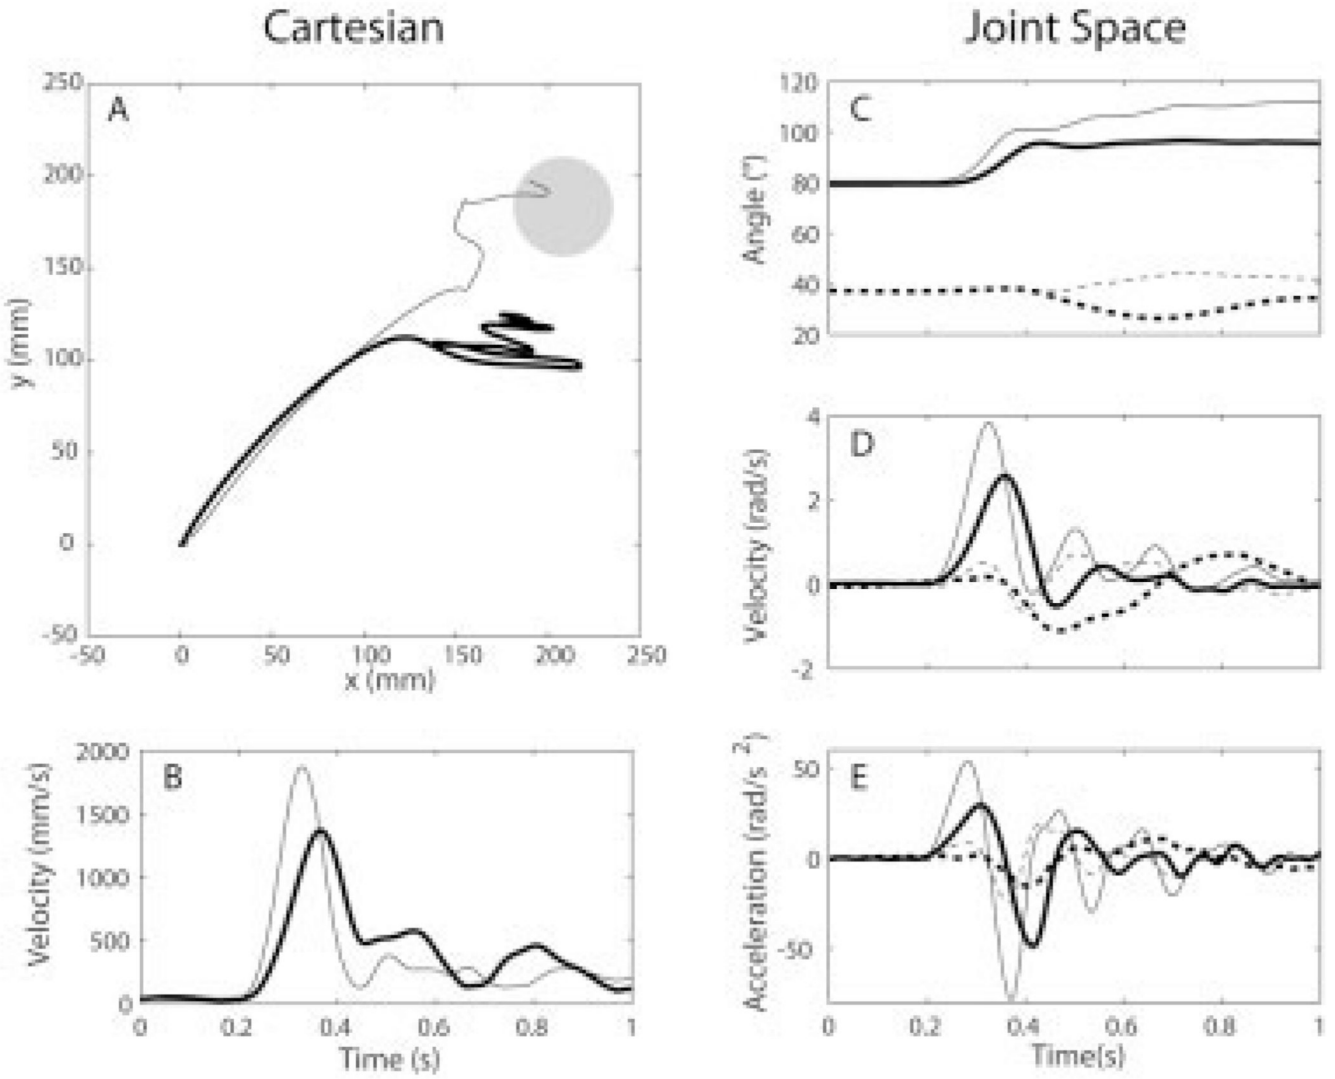 Cartesian
Joint Space
A
250
200
150
100
50
0
-50
y (mm)
-50 0 50 100 150 200 250
x (mm)
C
120
100
80
60
40
20
Angle (°)
D
4
2
0
-2
Velocity (rad/s)
B
2000
1500
1000
500
0
Velocity (mm/s)
0 0.2 0.4 0.6 0.8 1
Time (s)
E
50
0
-50
Acceleration (rad/s 2)
0 0.2 0.4 0.6 0.8 1
Time(s)